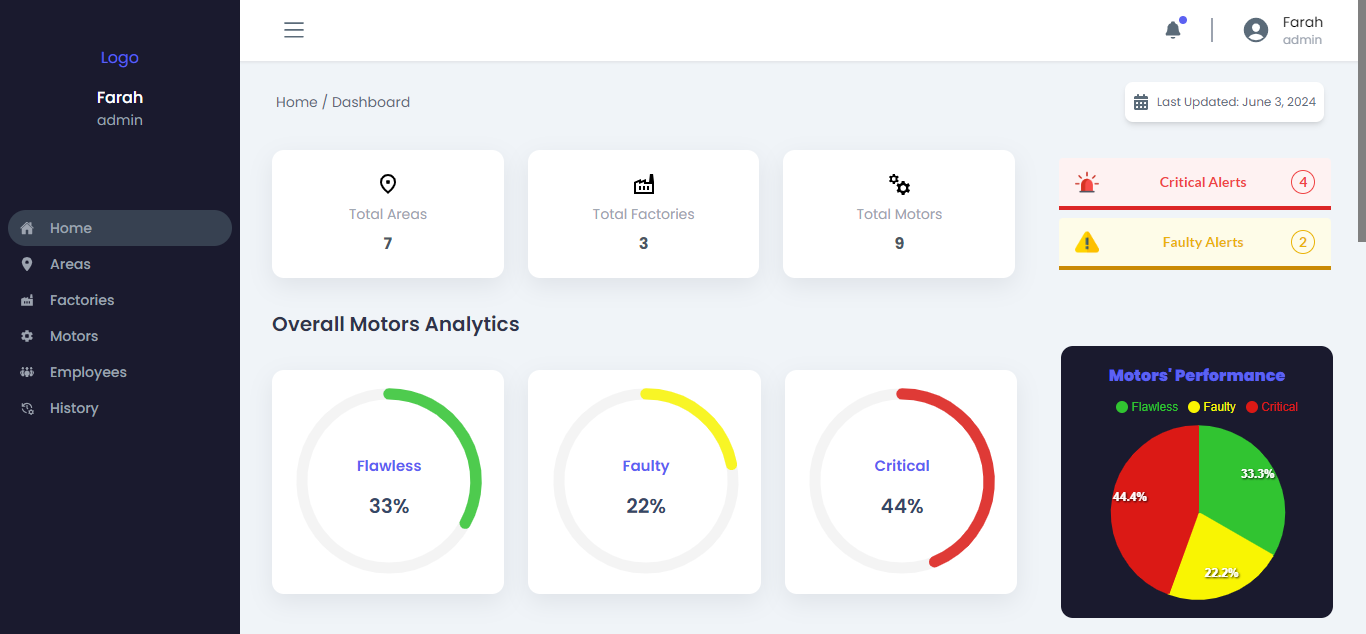 Logo
Farah
admin
Home
Areas
Factories
Motors
Employees
History
Farah
admin
Home / Dashboard
Last Updated: June 3, 2024
Total Areas
7
Total Factories
3
Total Motors
9
Critical Alerts 4
Faulty Alerts 2
Overall Motors Analytics
Flawless
33%
Faulty
22%
Critical
44%
Motors' Performance
Flawless Faulty Critical
33.3%
44.4%
22.2%